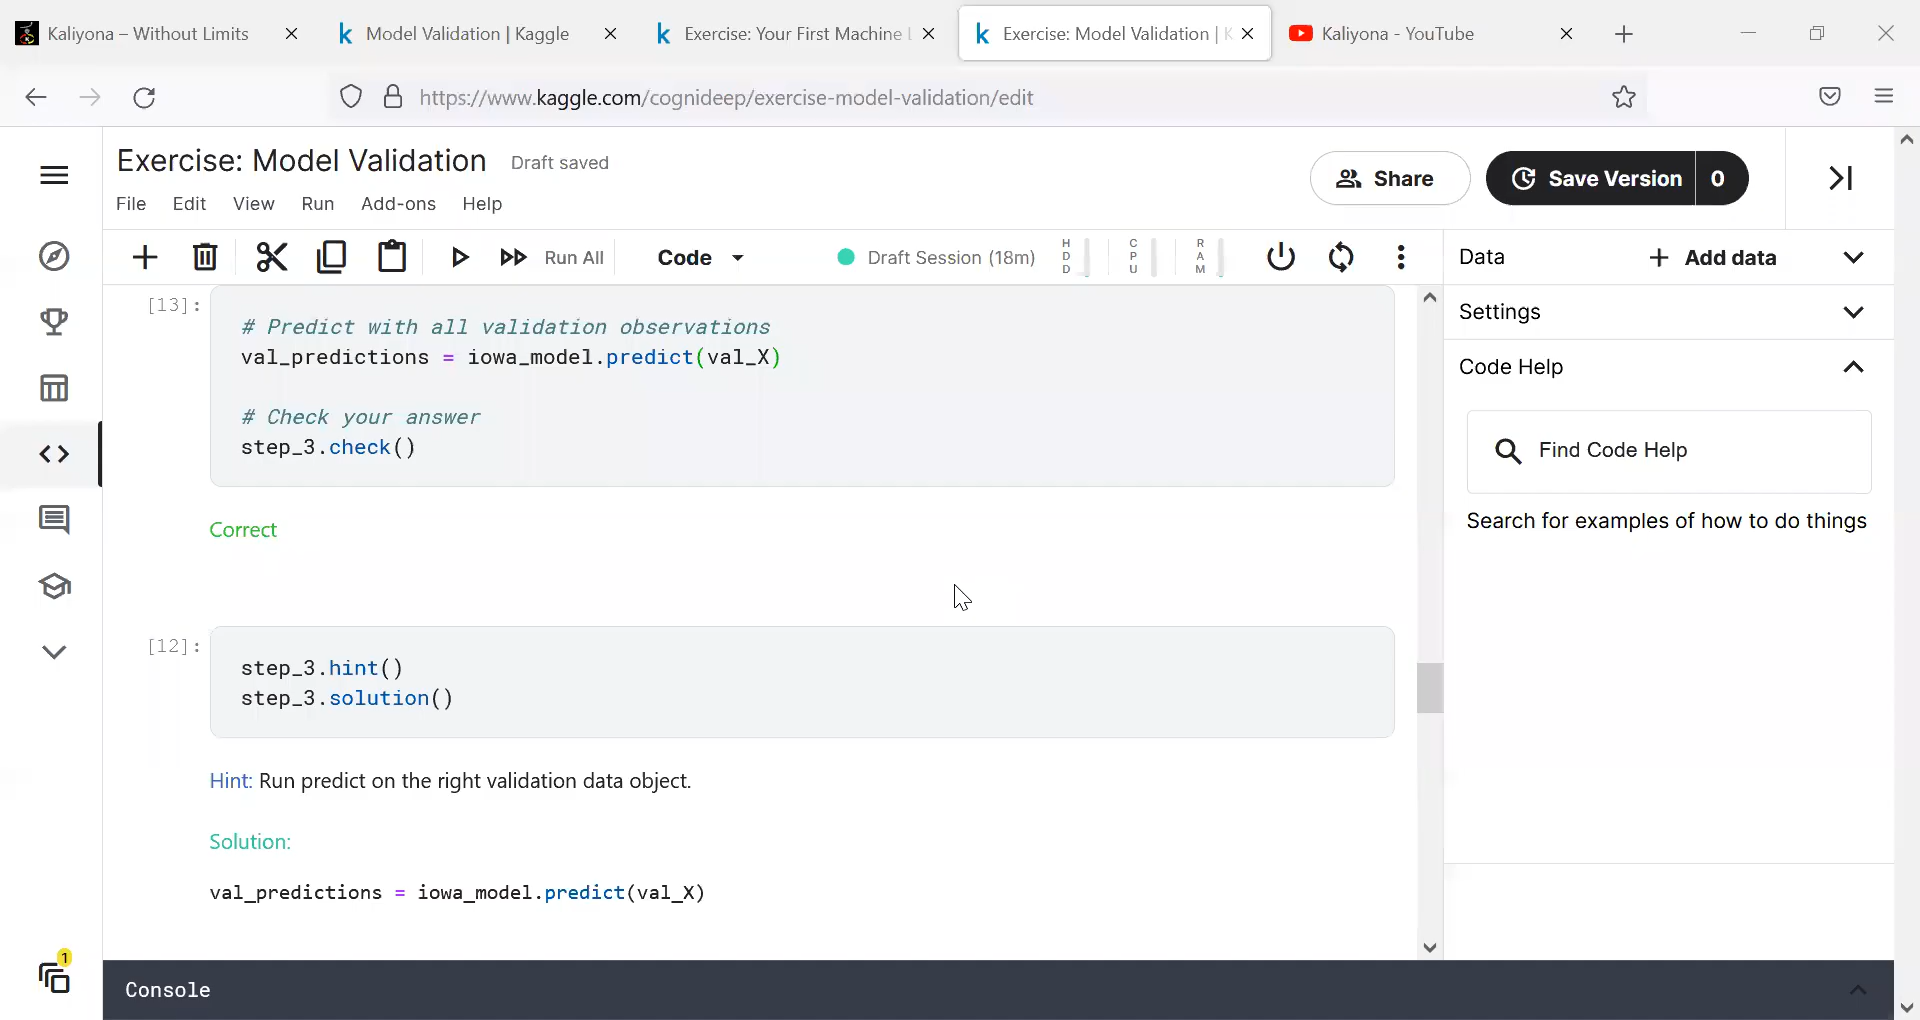 Kaliyona – Without Limits
Model Validation | Kaggle
Exercise: Your First Machine L
Exercise: Model Validation | K
Kaliyona - YouTube
https://www.kaggle.com/cognideep/exercise-model-validation/edit
Exercise: Model Validation
Draft saved
Share
Save Version
0
File
Edit
View
Run
Add-ons
Help
Run All
Code
Draft Session (18m)
HDD
CPU
RAM
Data
Add data
Settings
Code Help
Find Code Help
Search for examples of how to do things
[13]:
# Predict with all validation observations
val_predictions = iowa_model.predict(val_X)
# Check your answer
step_3.check()
Correct
[12]:
step_3.hint()
step_3.solution()
Hint: Run predict on the right validation data object.
Solution:
val_predictions = iowa_model.predict(val_X)
1
Console